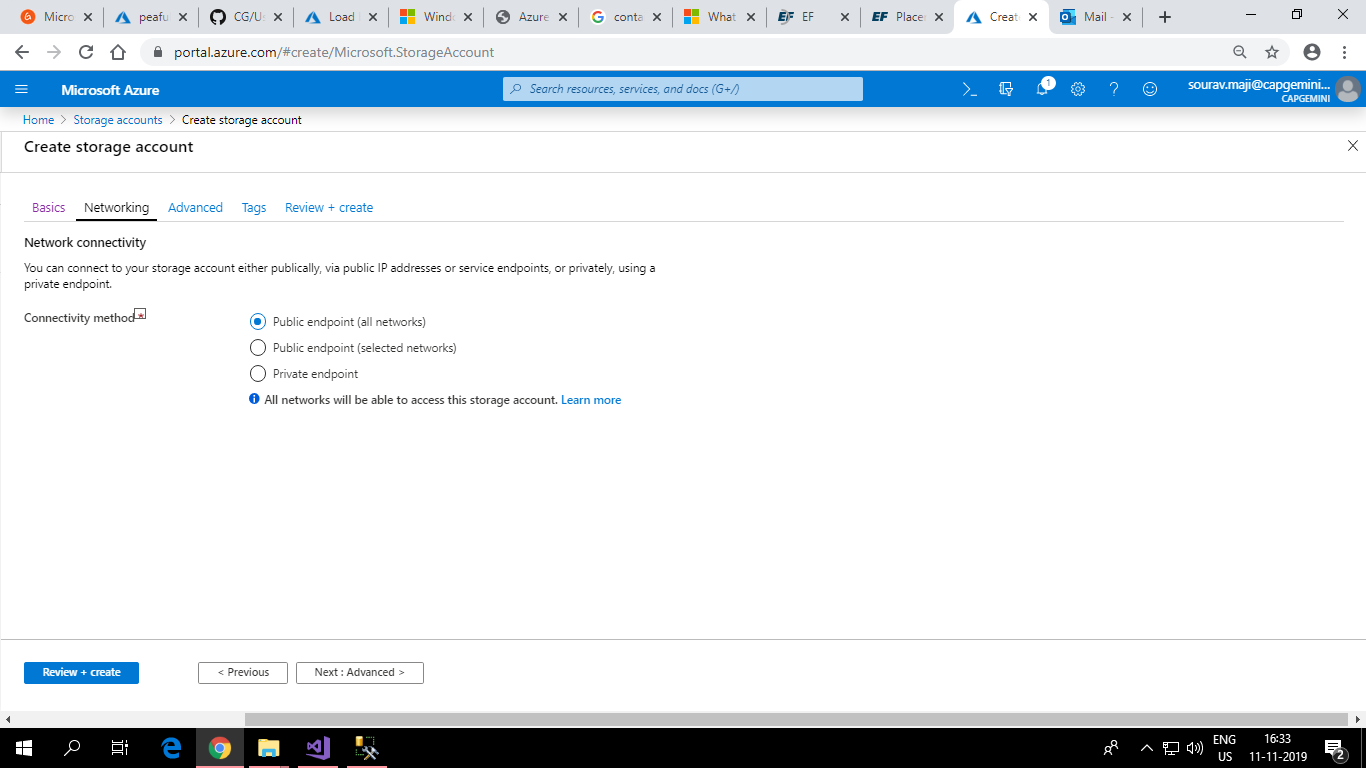 Micro
peafu
CG/U
Load
Windo
Azure
conta
What
EF
EF
EF
Place
Creat
Mail -
portal.azure.com/#create/Microsoft.StorageAccount
Microsoft Azure
Search resources, services, and docs (G+/)
1
sourav.maji@capgemini...
CAPGEMINI
Home > Storage accounts > Create storage account
Create storage account
Basics Networking Advanced Tags Review + create
Network connectivity
You can connect to your storage account either publically, via public IP addresses or service endpoints, or privately, using a
private endpoint.
Connectivity method *
Public endpoint (all networks)
Public endpoint (selected networks)
Private endpoint
All networks will be able to access this storage account. Learn more
Review + create
< Previous
Next : Advanced >
ENG
US
16:33
11-11-2019
2